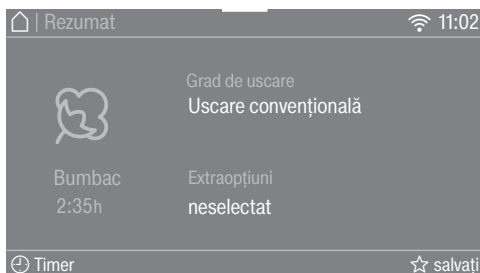 | Rezumat 11:02
Grad de uscare
Uscare convențională
Bumbac
2:35h
Extraopțiuni
neselectat
Timer salvați